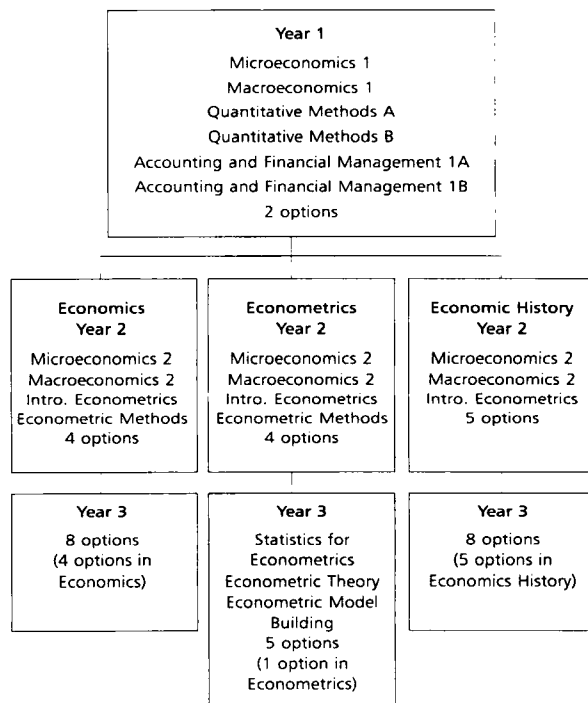 Year 1
Microeconomics 1
Macroeconomics 1
Quantitative Methods A
Quantitative Methods B
Accounting and Financial Management 1A
Accounting and Financial Management 1B
2 options
Economics
Year 2
Microeconomics 2
Macroeconomics 2
Intro. Econometrics
Econometric Methods
4 options
Econometrics
Year 2
Microeconomics 2
Macroeconomics 2
Intro. Econometrics
Econometric Methods
4 options
Economic History
Year 2
Microeconomics 2
Macroeconomics 2
Intro. Econometrics
5 options
Year 3
8 options
(4 options in
Economics)
Year 3
Statistics for
Econometrics
Econometric Theory
Econometric Model
Building
5 options
(1 option in
Econometrics)
Year 3
8 options
(5 options in
Economics History)